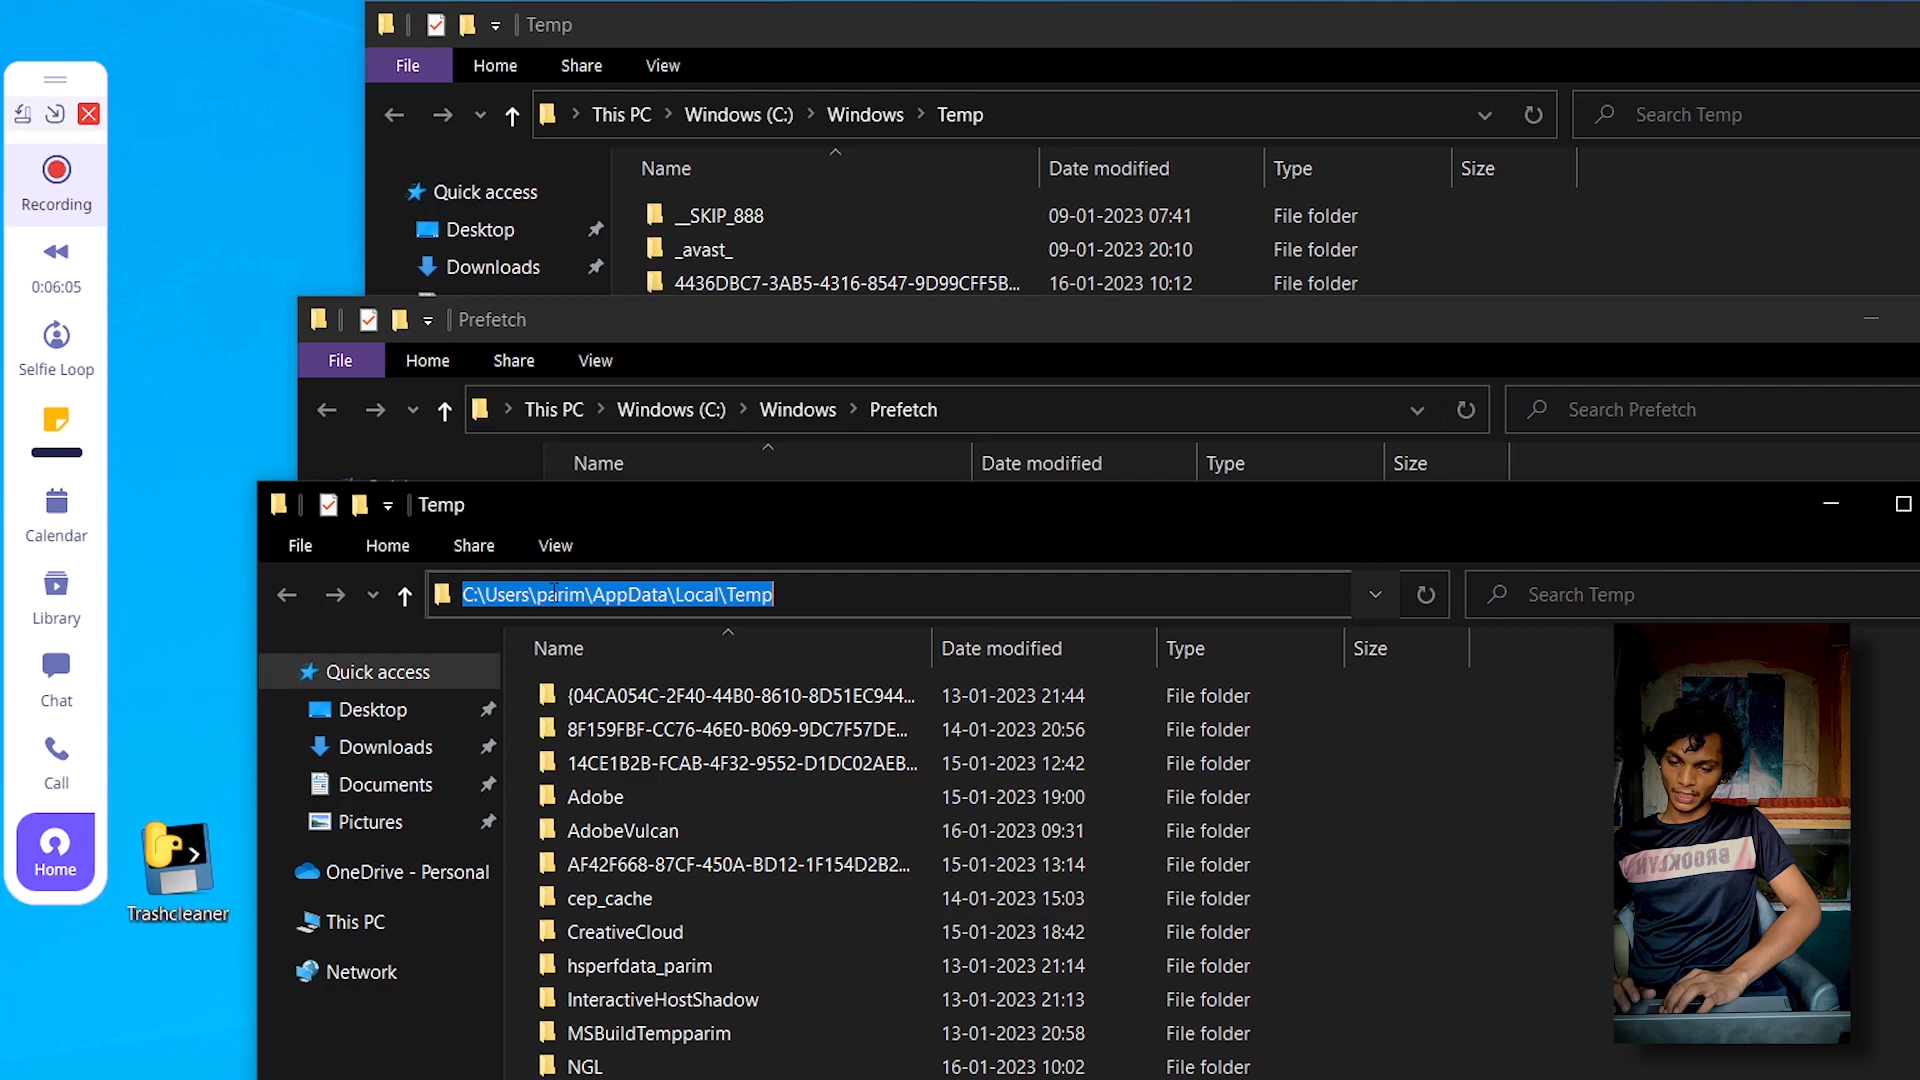 Temp
File Home Share View
This PC > Windows (C:) > Windows > Temp
Search Temp
Name Date modified Type Size
Quick access
Desktop
Downloads
__SKIP_888 09-01-2023 07:41 File folder
_avast_ 09-01-2023 20:10 File folder
4436DBC7-3AB5-4316-8547-9D99CFF5B... 16-01-2023 10:12 File folder
Prefetch
File Home Share View
This PC > Windows (C:) > Windows > Prefetch
Search Prefetch
Name Date modified Type Size
Temp
File Home Share View
C:\Users\parim\AppData\Local\Temp
Search Temp
Name Date modified Type Size
Quick access
Desktop
Downloads
Documents
Pictures
OneDrive - Personal
This PC
Network
{04CA054C-2F40-44B0-8610-8D51EC944... 13-01-2023 21:44 File folder
8F159FBF-CC76-46E0-B069-9DC7F57DE... 14-01-2023 20:56 File folder
14CE1B2B-FCAB-4F32-9552-D1DC02AEB... 15-01-2023 12:42 File folder
Adobe 15-01-2023 19:00 File folder
AdobeVulcan 16-01-2023 09:31 File folder
AF42F668-87CF-450A-BD12-1F154D2B2... 15-01-2023 13:14 File folder
cep_cache 14-01-2023 15:03 File folder
CreativeCloud 15-01-2023 18:42 File folder
hsperfdata_parim 13-01-2023 21:14 File folder
InteractiveHostShadow 13-01-2023 21:13 File folder
MSBuildTempparim 13-01-2023 20:58 File folder
NGL 16-01-2023 10:02 File folder
Recording
0:06:05
Selfie Loop
Calendar
Library
Chat
Call
Home
Trashcleaner
BROOKLYN